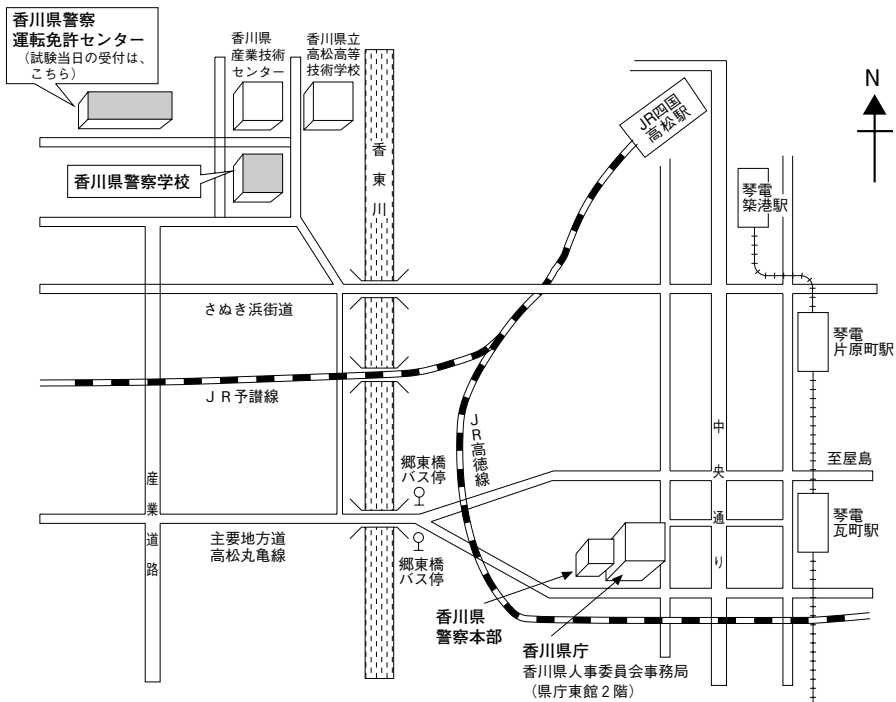 香川県警察
運転免許センター
（試験当日の受付は、
こちら）
香川県
産業技術
センター
香川県立
高松高等
技術学校
香川県警察学校
香東川
JR四国
高松駅
N
琴電
築港駅
さぬき浜街道
琴電
片原町駅
ＪＲ予讃線
ＪＲ高徳線
中央通り
至屋島
郷東橋
バス停
産業道路
主要地方道
高松丸亀線
郷東橋
バス停
琴電
瓦町駅
香川県
警察本部
香川県庁
香川県人事委員会事務局
（県庁東館２階）